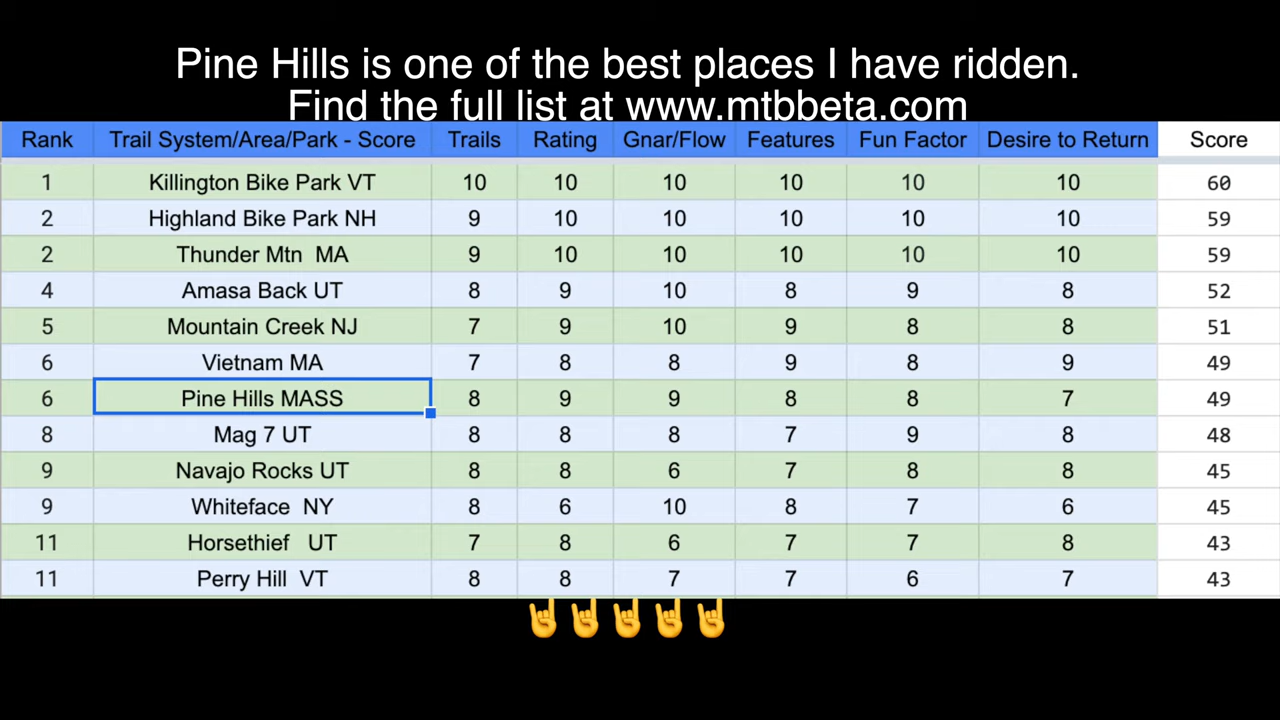 Pine Hills is one of the best places I have ridden.
Find the full list at www.mtbbeta.com
Rank Trail System/Area/Park - Score Trails Rating Gnar/Flow Features Fun Factor Desire to Return Score
1 Killington Bike Park VT 10 10 10 10 10 10 60
2 Highland Bike Park NH 9 10 10 10 10 10 59
2 Thunder Mtn MA 9 10 10 10 10 10 59
4 Amasa Back UT 8 9 10 8 9 8 52
5 Mountain Creek NJ 7 9 10 9 8 8 51
6 Vietnam MA 7 8 8 9 8 9 49
6 Pine Hills MASS 8 9 9 8 8 7 49
8 Mag 7 UT 8 8 8 7 9 8 48
9 Navajo Rocks UT 8 8 6 7 8 8 45
9 Whiteface NY 8 6 10 8 7 6 45
11 Horsethief UT 7 8 6 7 7 8 43
11 Perry Hill VT 8 8 7 7 6 7 43